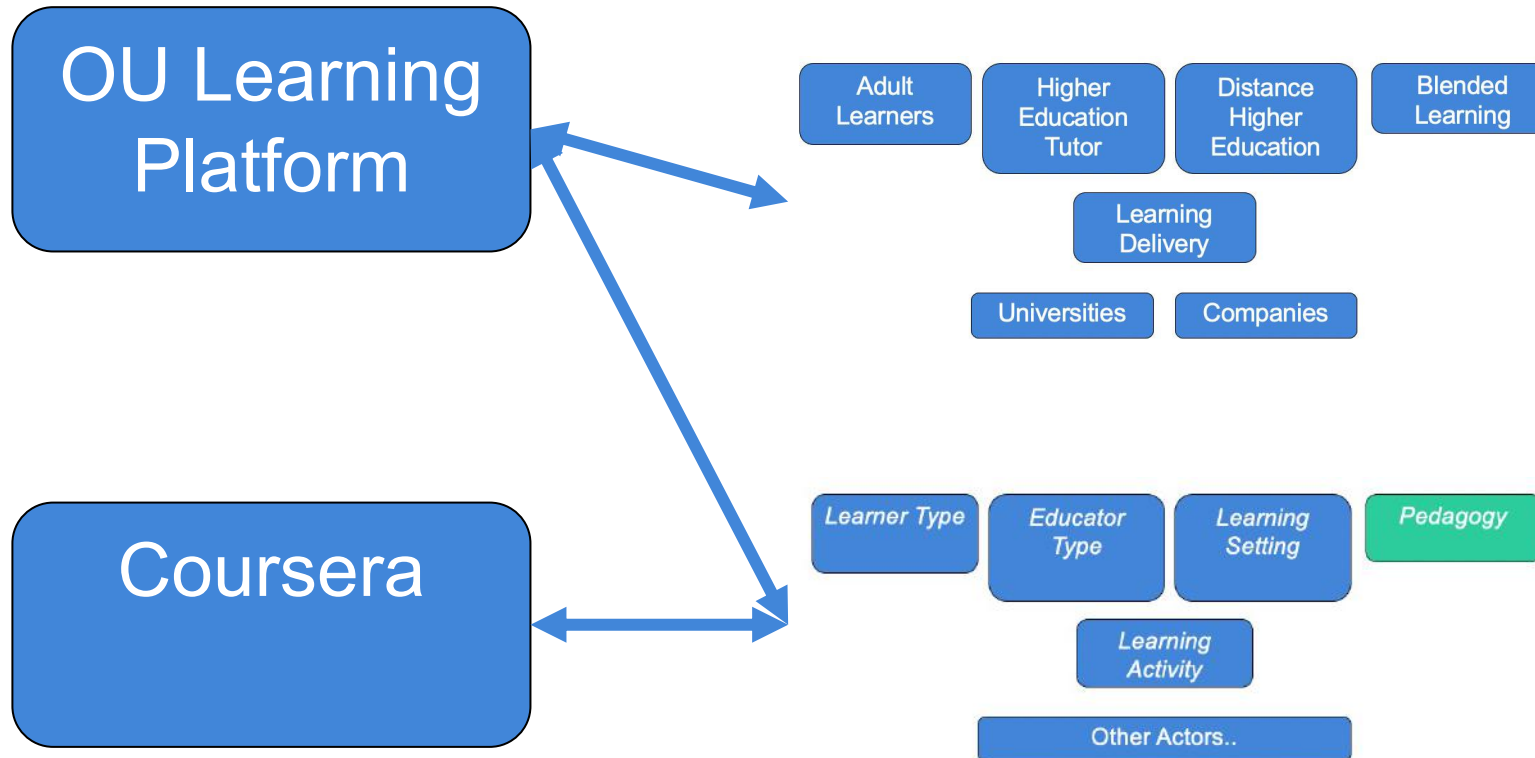 OU Learning
Platform
Adult
Learners
Higher
Education
Tutor
Distance
Higher
Education
Blended
Learning
Learning
Delivery
Universities
Companies
Coursera
Learner Type
Educator
Type
Learning
Setting
Pedagogy
Learning
Activity
Other Actors..